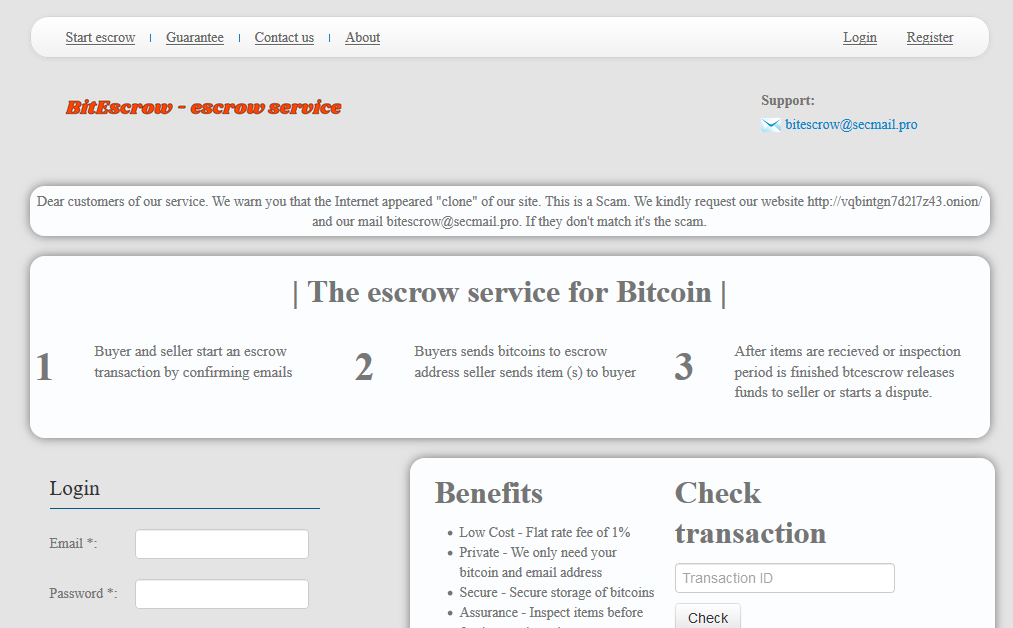 Start escrow | Guarantee | Contact us | About Login Register
BitEscrow - escrow service
Support:
bitescrow@secmail.pro
Dear customers of our service. We warn you that the Internet appeared "clone" of our site. This is a Scam. We kindly request our website http://vqbintgn7d2l7z43.onion/
and our mail bitescrow@secmail.pro. If they don't match it's the scam.
| The escrow service for Bitcoin |
1
Buyer and seller start an escrow
transaction by confirming emails
2
Buyers sends bitcoins to escrow
address seller sends item (s) to buyer
3
After items are recieved or inspection
period is finished btcescrow releases
funds to seller or starts a dispute.
Login
Email *:
Password *:
Benefits
• Low Cost - Flat rate fee of 1%
• Private - We only need your
bitcoin and email address
• Secure - Secure storage of bitcoins
• Assurance - Inspect items before
Check
transaction
Transaction ID
Check